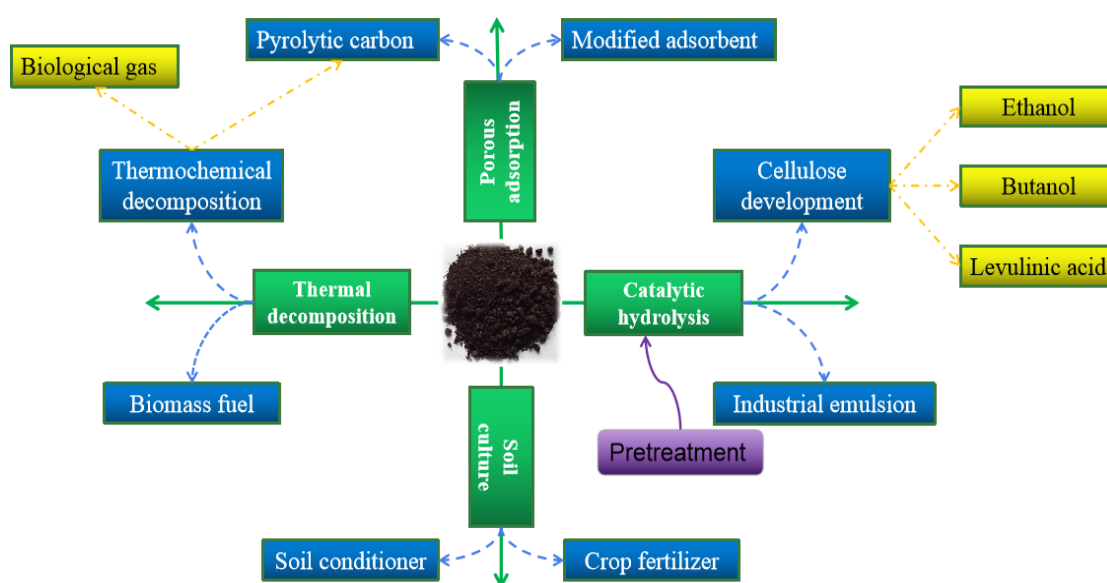 Pyrolytic carbon
Modified adsorbent
Biological gas
Porous
adsorption
Ethanol
Thermochemical
decomposition
Cellulose
development
Butanol
Levulinic acid
Thermal
decomposition
Catalytic
hydrolysis
Biomass fuel
Industrial emulsion
Soil
culture
Pretreatment
Soil conditioner
Crop fertilizer